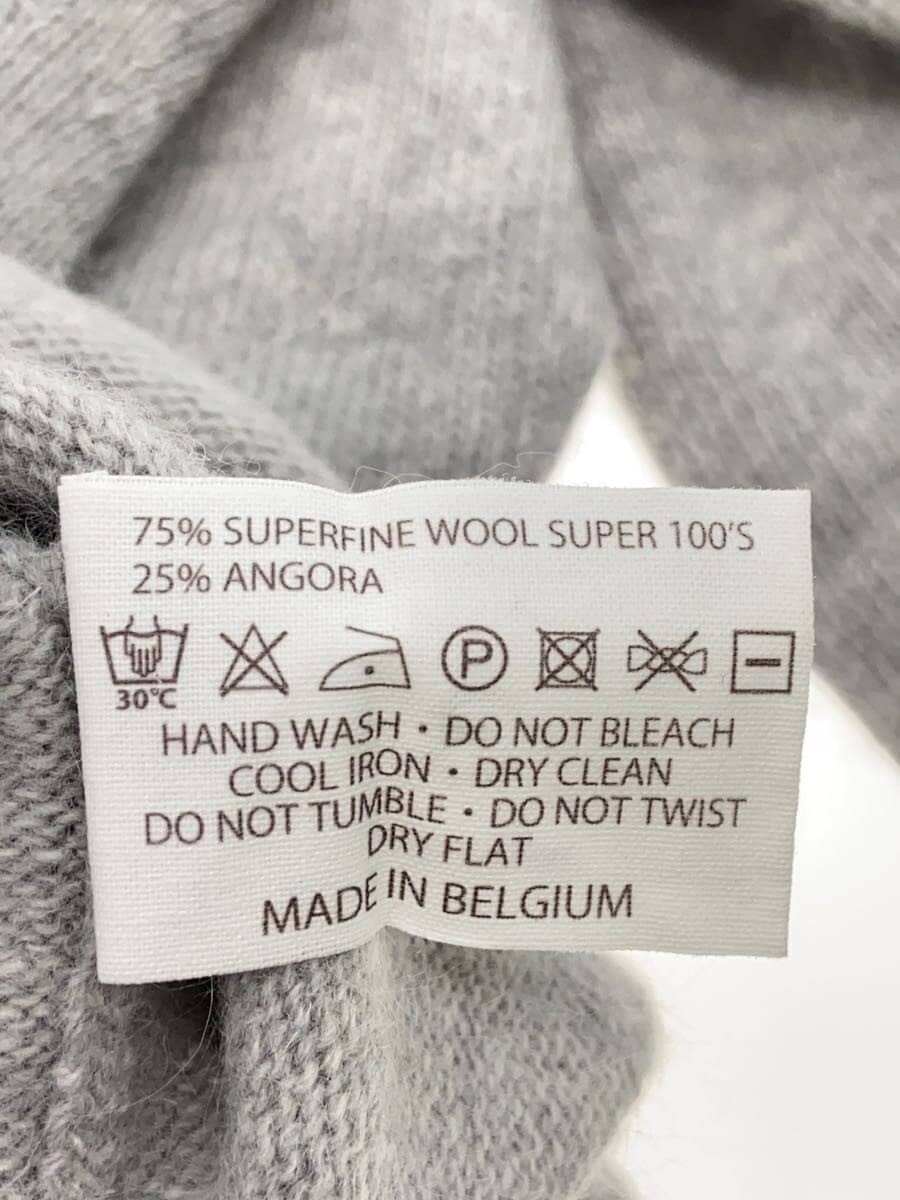 75% SUPERFINE WOOL SUPER 100'S
25% ANGORA
P
30°C
HAND WASH • DO NOT BLEACH
COOL IRON • DRY CLEAN
DO NOT TUMBLE • DO NOT TWIST
DRY FLAT
MADE IN BELGIUM